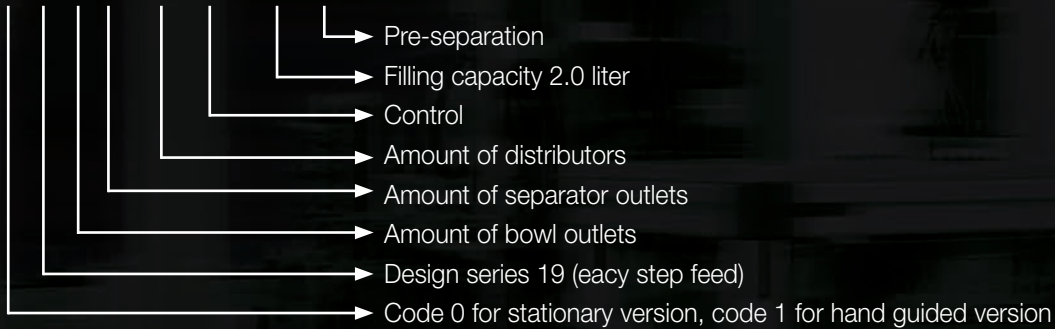 Pre-separation
Filling capacity 2.0 liter
Control
Amount of distributors
Amount of separator outlets
Amount of bowl outlets
Design series 19 (eacy step feed)
Code 0 for stationary version, code 1 for hand guided version